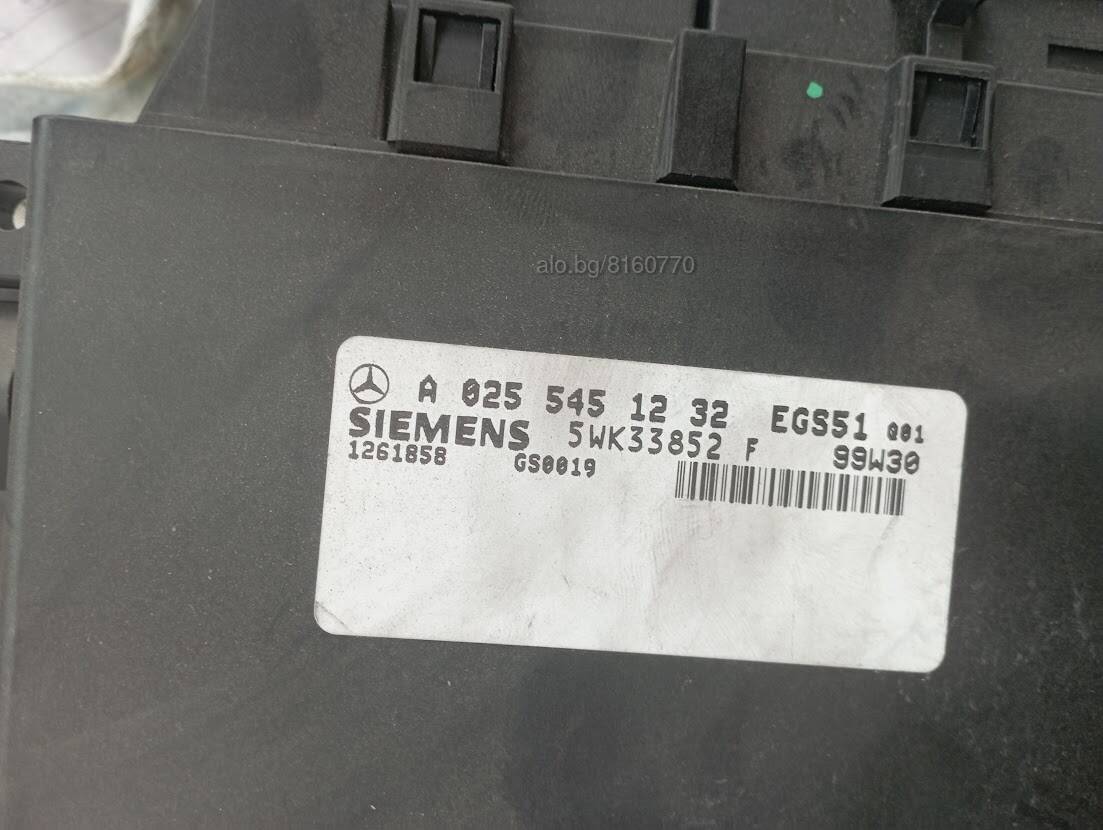 alo.bg/8160770
A 025 545 12 32 EGS51 Q01
SIEMENS 5WK33852 F 99W30
1261858 GS0019